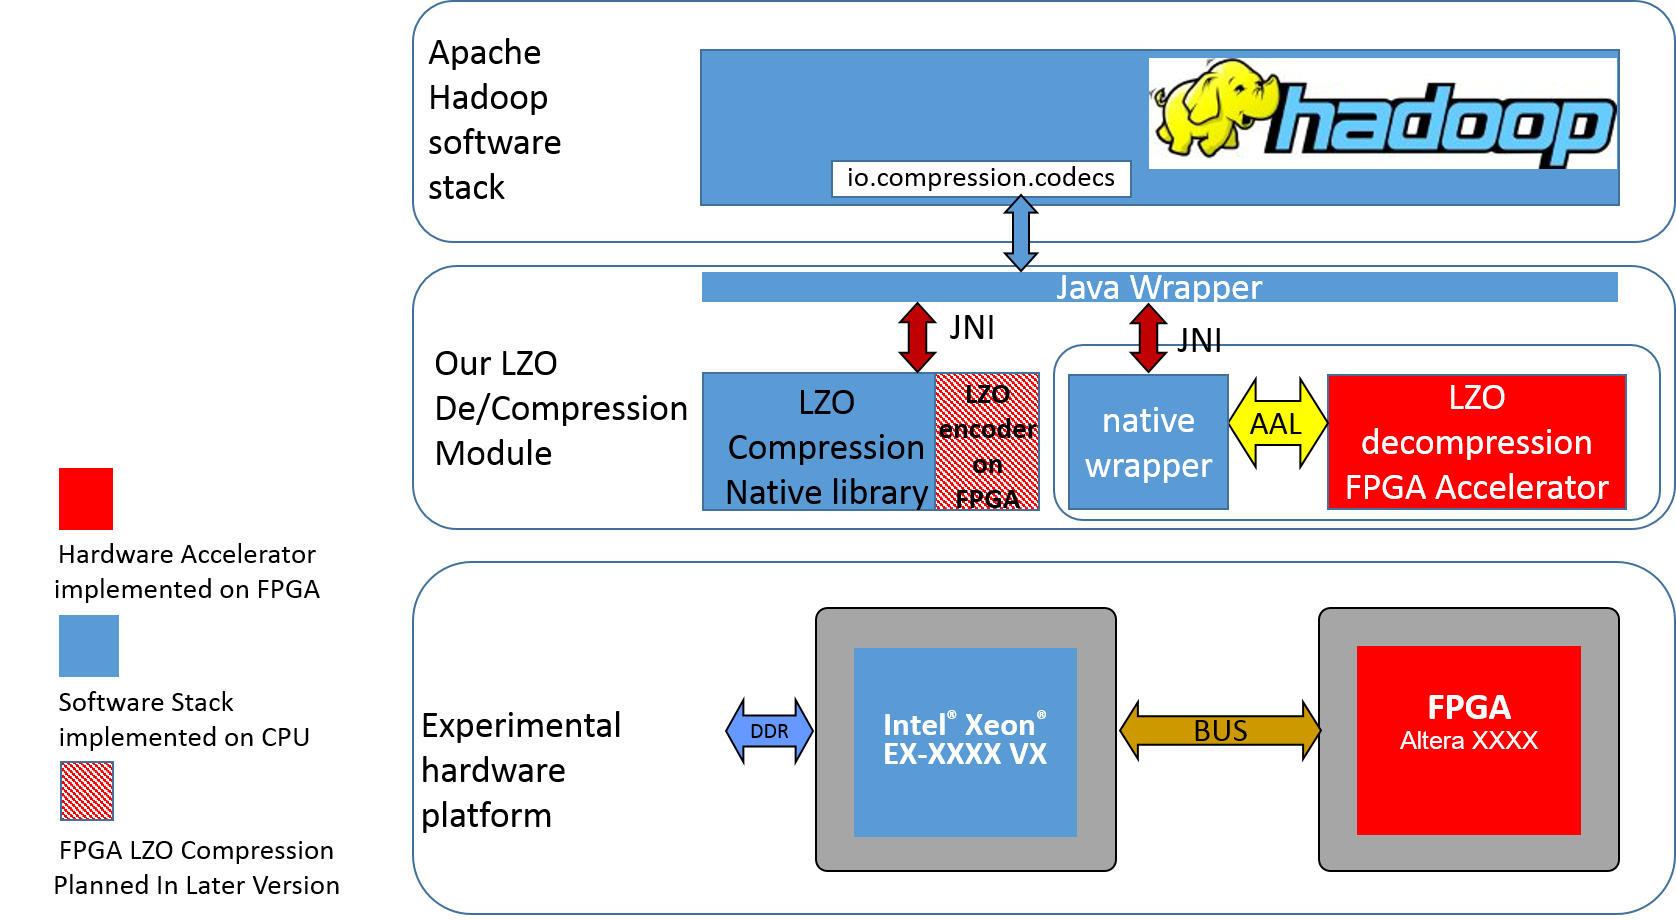 Apache
Hadoop
software
stack
hadoop
io.compression.codecs
Java Wrapper
JNI
JNI
Our LZO
De/Compression
Module
LZO
Compression
Native library
LZO
encoder
on
FPGA
native
wrapper
AAL
LZO
decompression
FPGA Accelerator
Hardware Accelerator
implemented on FPGA
Software Stack
implemented on CPU
FPGA LZO Compression
Planned In Later Version
Experimental
hardware
platform
DDR
Intel® Xeon®
EX-XXXX VX
BUS
FPGA
Altera XXXX